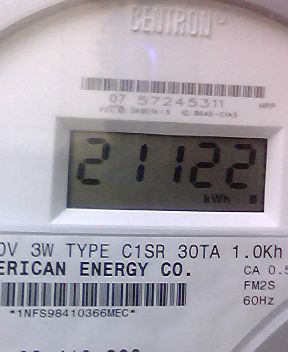 CENTRON
07 57245311
HPP
21122
kWh
0V 3W TYPE C1SR 30TA 1.0Kh
ERICAN ENERGY CO.
CA 0.5
FM2S
60Hz
*1NFS98410366MEC*